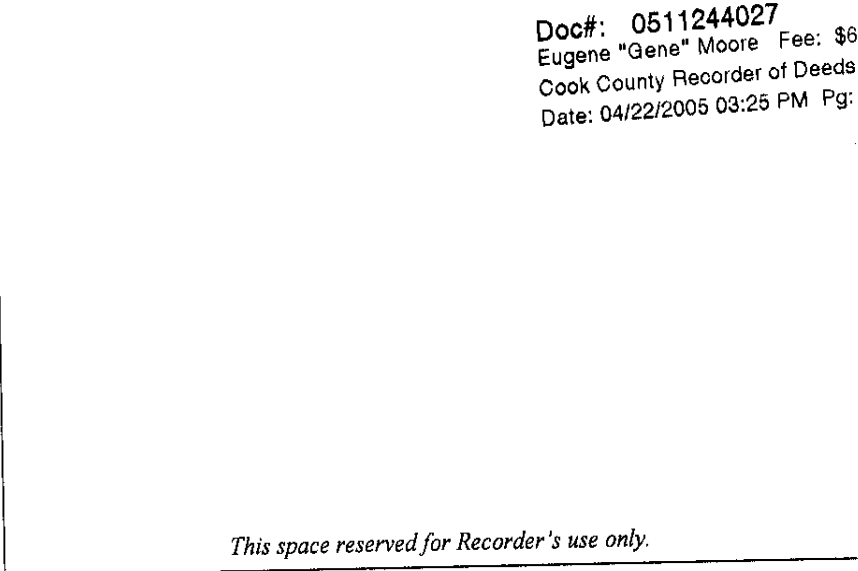 Doc#: 0511244027
Eugene "Gene" Moore Fee: $6
Cook County Recorder of Deeds
Date: 04/22/2005 03:25 PM Pg:
This space reserved for Recorder's use only.